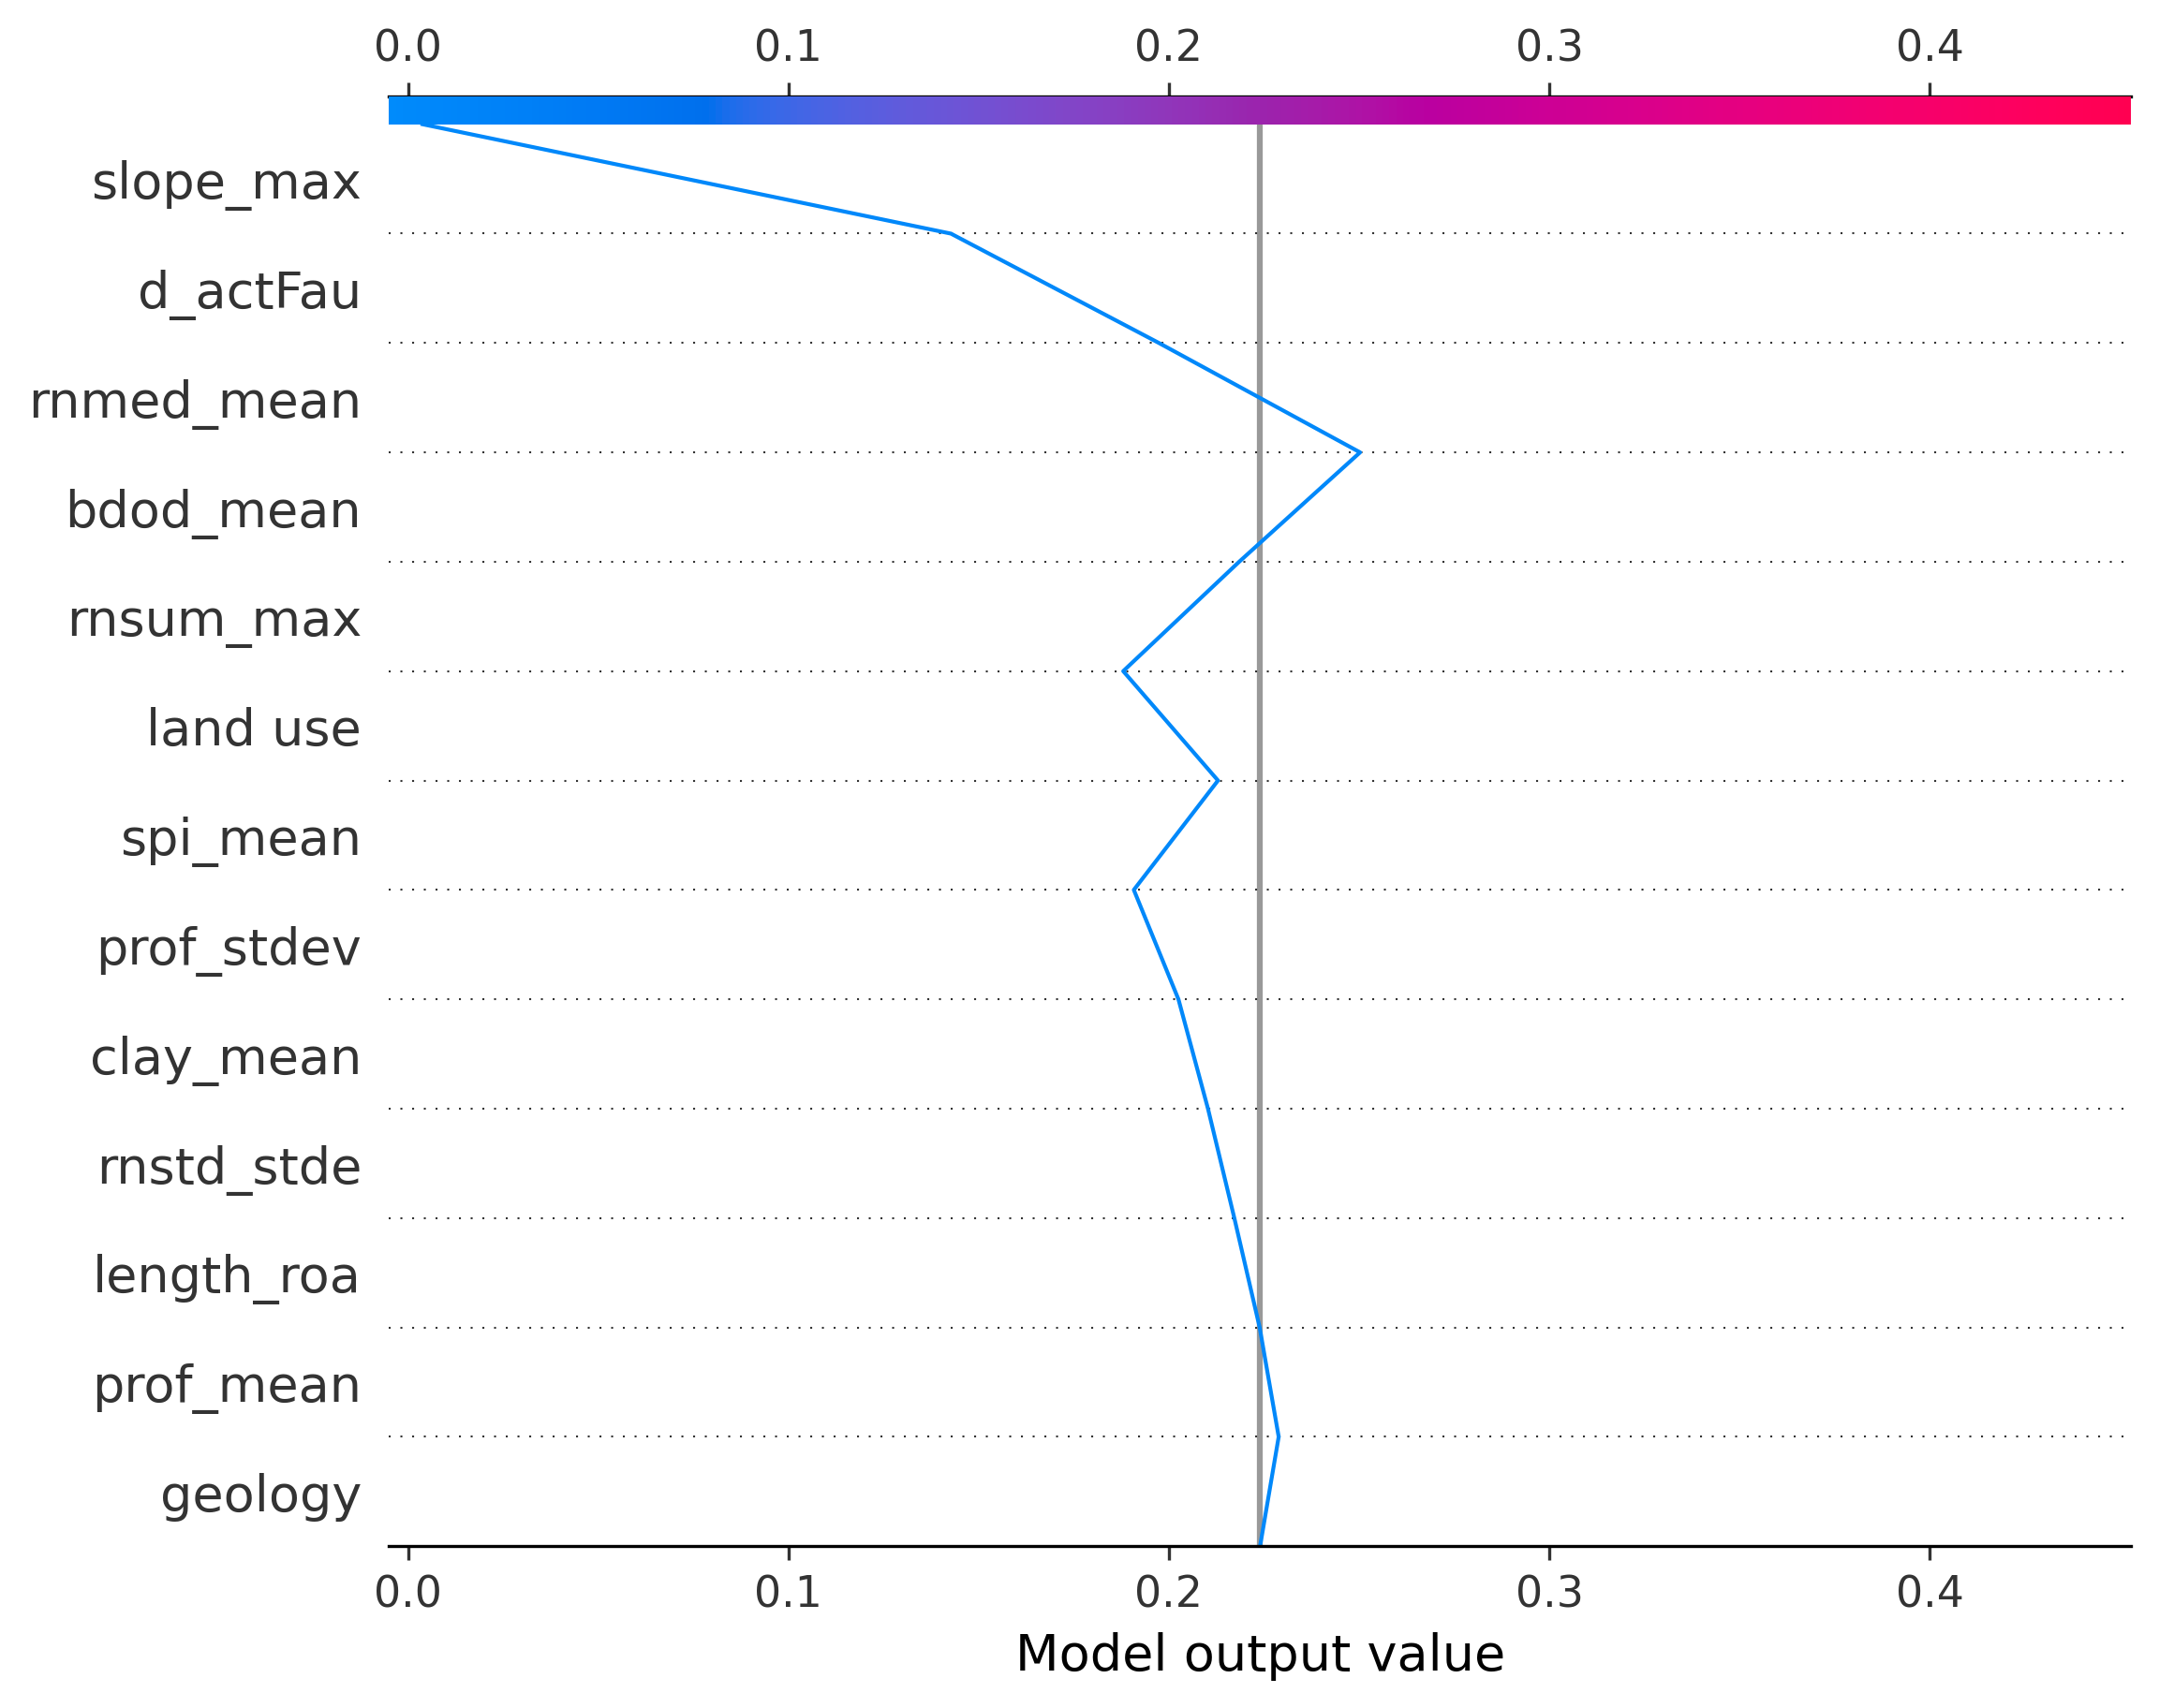 0.0 0.1 0.2 0.3 0.4
slope_max
d_actFau
rnmed_mean
bdod_mean
rnsum_max
land use
spi_mean
prof_stdev
clay_mean
rnstd_stde
length_roa
prof_mean
geology
0.0 0.1 0.2 0.3 0.4
Model output value